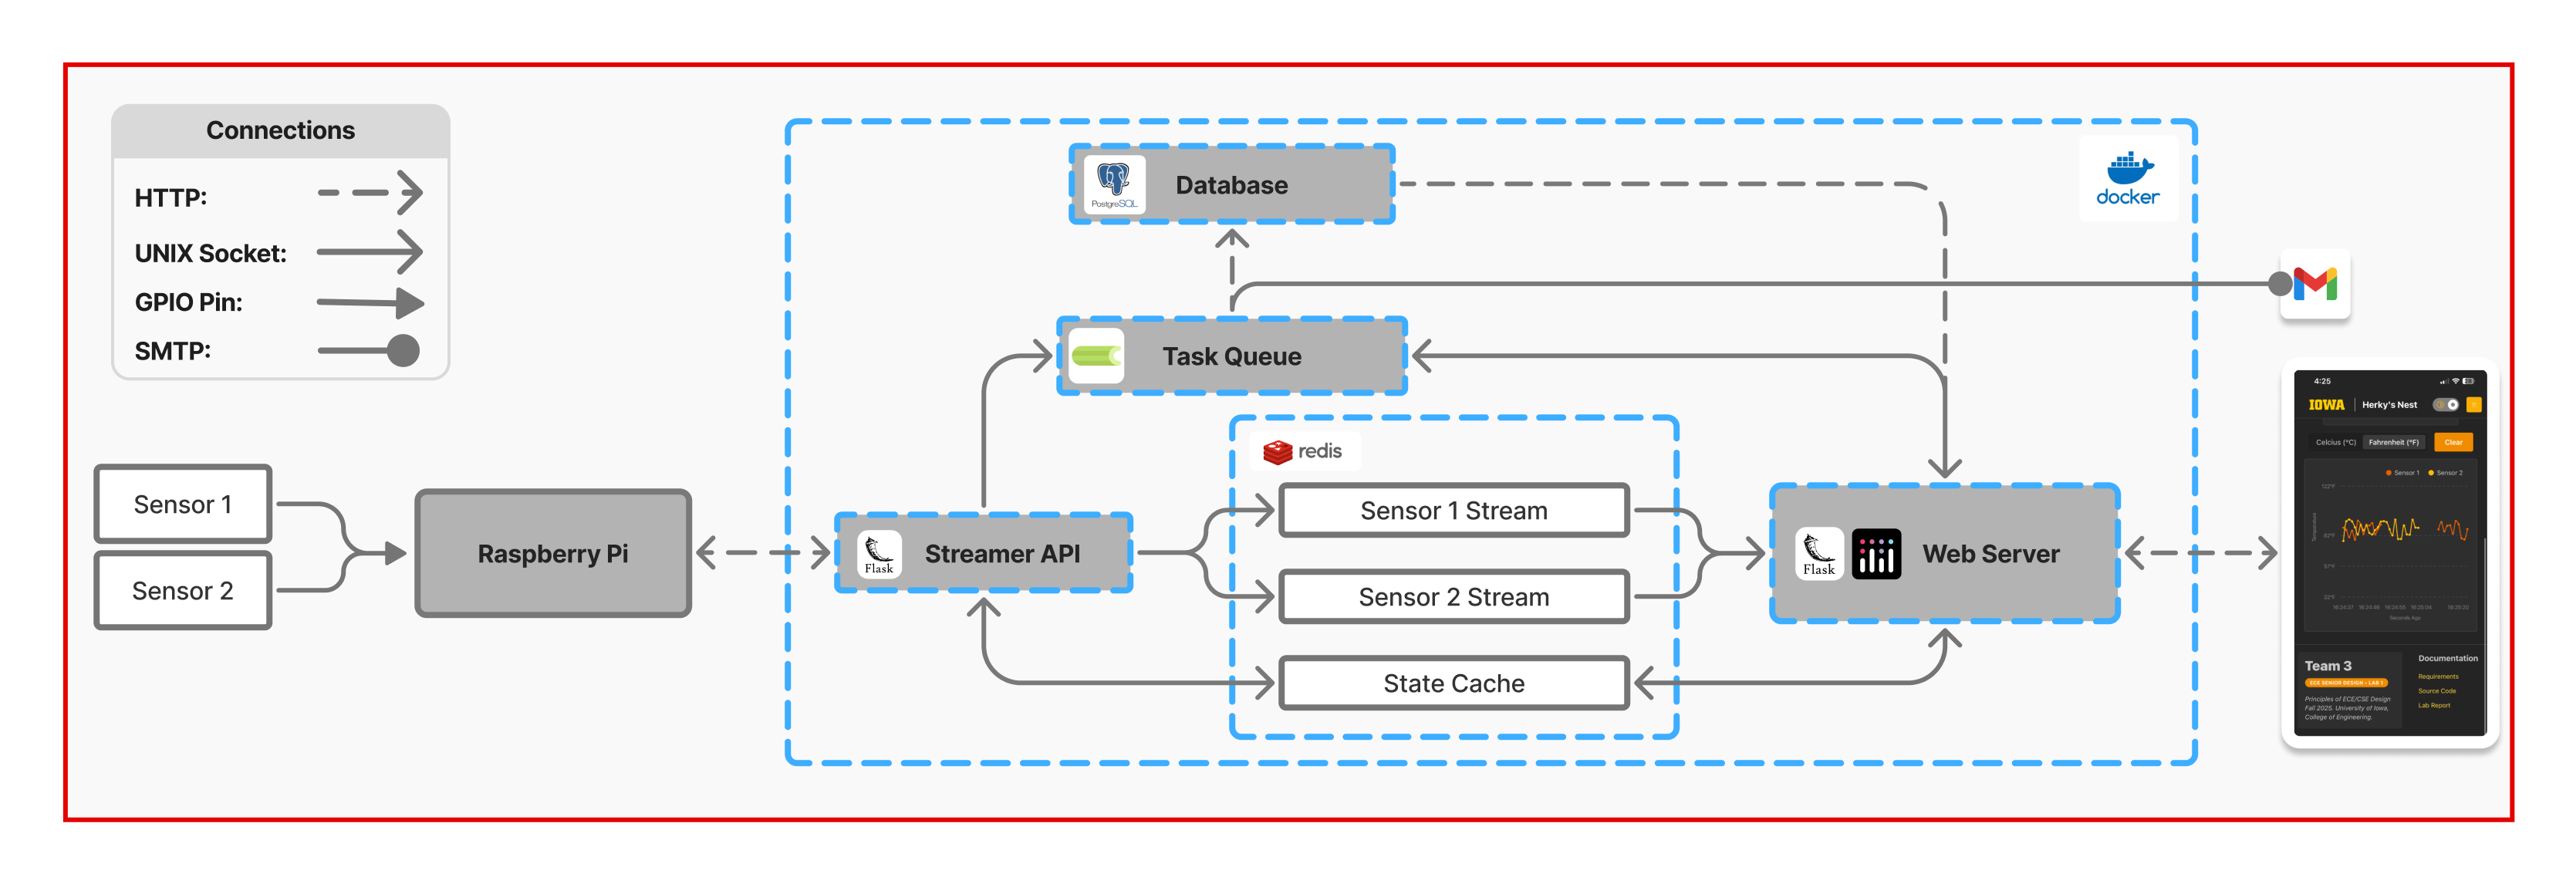 Connections
HTTP:
UNIX Socket:
GPIO Pin:
SMTP:
PostgreSQL
Database
docker
Task Queue
redis
Sensor 1
Sensor 2
Raspberry Pi
Flask
Streamer API
Sensor 1 Stream
Sensor 2 Stream
State Cache
Flask
Web Server
4:25
IOWA
Herky's Nest
Celcius (°C)
Fahrenheit (°F)
Clear
Sensor 1
Sensor 2
Temperature
Seconds Ago
Team 3
ECE SENIOR DESIGN • LAB 1
Principles of ECE/CSE Design
Fall 2025. University of Iowa,
College of Engineering.
Documentation
Requirements
Source Code
Lab Report